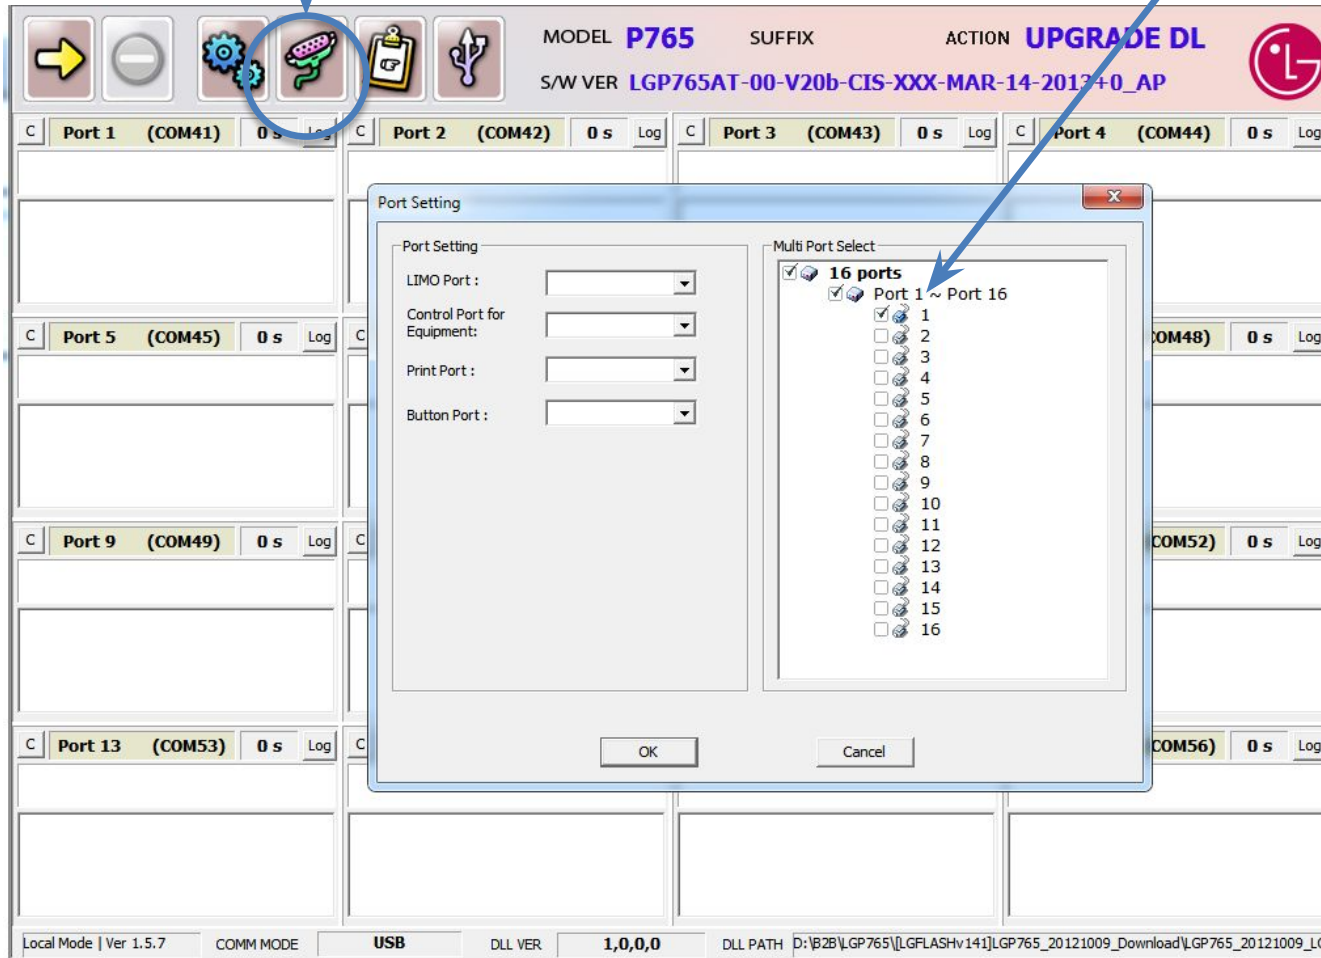 MODEL P765 SUFFIX ACTION UPGRADE DL
S/W VER LGP765AT-00-V20b-CIS-XXX-MAR-14-2013+0_AP
C Port 1 (COM41) 0 s Log C Port 2 (COM42) 0 s Log C Port 3 (COM43) 0 s Log C Port 4 (COM44) 0 s Log
Port Setting
Port Setting
LIMO Port :
Control Port for
Equipment:
Print Port :
Button Port :
Multi Port Select
16 ports
Port 1 ~ Port 16
1
2
3
4
5
6
7
8
9
10
11
12
13
14
15
16
OK Cancel
C Port 5 (COM45) 0 s Log C COM48) 0 s Log
C Port 9 (COM49) 0 s Log C COM52) 0 s Log
C Port 13 (COM53) 0 s Log C COM56) 0 s Log
Local Mode | Ver 1.5.7 COMM MODE USB DLL VER 1,0,0,0 DLL PATH D:\B2B\LGP765\[LGFLASHv141]LGP765_20121009_Download\LGP765_20121009_LG